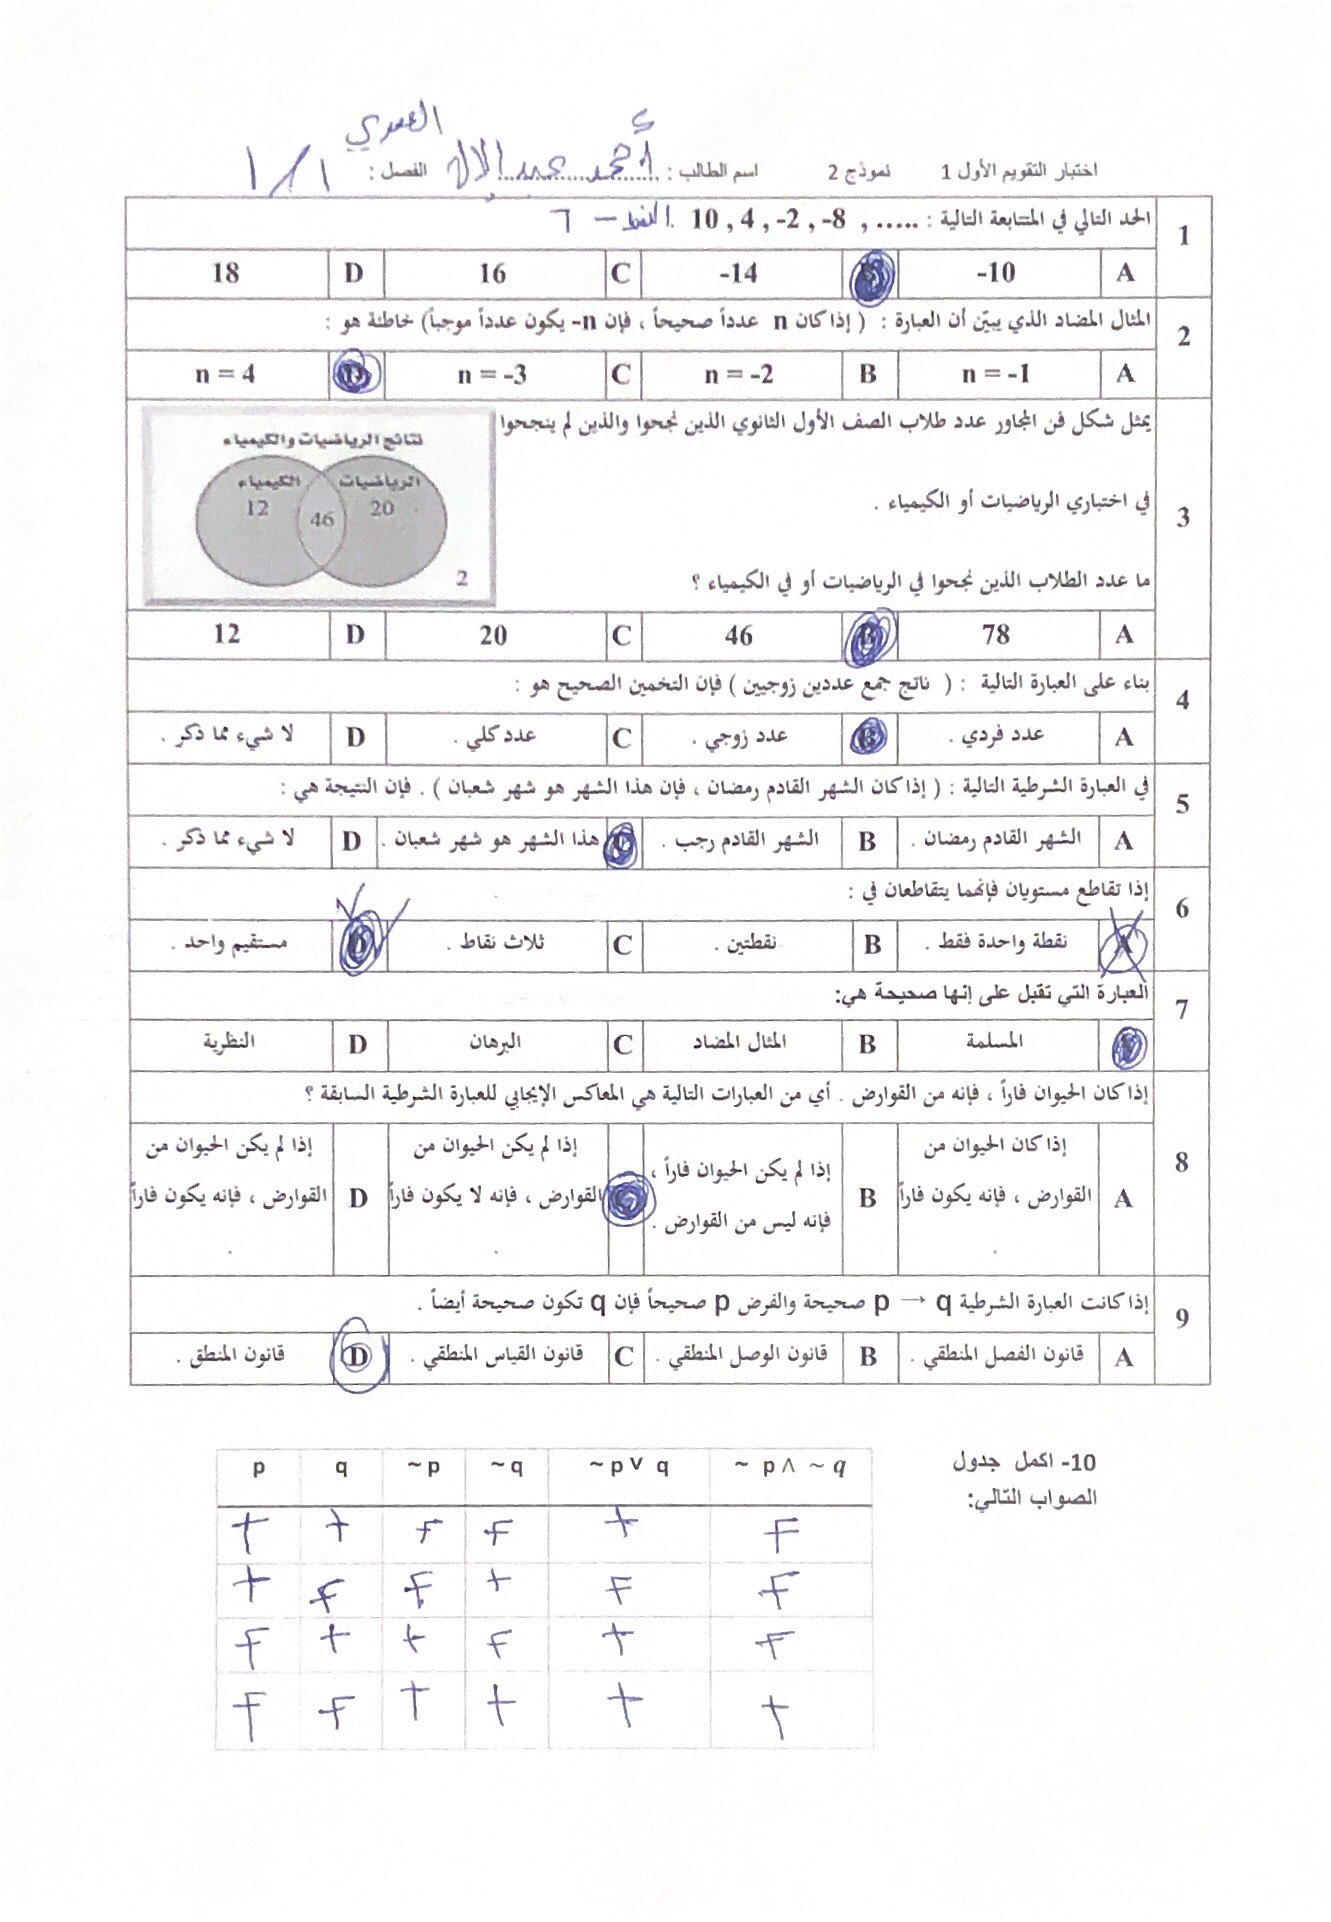 العمري
اختبار التقويم الأول 1 نموذج 2 اسم الطالب : أحمد عبد الاله الفصل : 1/1
1 الحد التالي في المتتابعة التالية : 10 , 4 , -2 , -8 , ..... النمط - ٦
A -10 B -14 C 16 D 18
2 المثال المضاد الذي يبيّن أن العبارة : ( إذا كان n عدداً صحيحاً ، فإن n- يكون عدداً موجباً) خاطئة هو :
A n = -1 B n = -2 C n = -3 D n = 4
3 يمثل شكل فن المجاور عدد طلاب الصف الأول الثانوي الذين نجحوا والذين لم ينجحوا
في اختباري الرياضيات أو الكيمياء .
ما عدد الطلاب الذين نجحوا في الرياضيات أو في الكيمياء ؟
نتائج الرياضيات والكيمياء
الرياضيات الكيمياء
20 46 12
2
A 78 B 46 C 20 D 12
4 بناء على العبارة التالية : ( ناتج جمع عددين زوجيين ) فإن التخمين الصحيح هو :
A عدد فردي . B عدد زوجي . C عدد كلي . D لا شيء مما ذكر .
5 في العبارة الشرطية التالية : ( إذا كان الشهر القادم رمضان ، فإن هذا الشهر هو شهر شعبان ) . فإن النتيجة هي :
A الشهر القادم رمضان . B الشهر القادم رجب . C هذا الشهر هو شهر شعبان . D لا شيء مما ذكر .
6 إذا تقاطع مستويان فإنهما يتقاطعان في :
A نقطة واحدة فقط . B نقطتين . C ثلاث نقاط . D مستقيم واحد .
7 العبارة التي تقبل على إنها صحيحة هي:
A المسلمة B المثال المضاد C البرهان D النظرية
8 إذا كان الحيوان فاراً ، فإنه من القوارض . أي من العبارات التالية هي المعاكس الإيجابي للعبارة الشرطية السابقة ؟
A إذا كان الحيوان من القوارض ، فإنه يكون فاراً . B إذا لم يكن الحيوان فاراً ، فإنه ليس من القوارض . C إذا لم يكن الحيوان من القوارض ، فإنه لا يكون فاراً . D إذا لم يكن الحيوان من القوارض ، فإنه يكون فاراً .
9 إذا كانت العبارة الشرطية p → q صحيحة والفرض p صحيحاً فإن q تكون صحيحة أيضاً .
A قانون الفصل المنطقي . B قانون الوصل المنطقي . C قانون القياس المنطقي . D قانون المنطق .
10- اكمل جدول
الصواب التالي:
p q ~p ~q ~p ∨ q ~ p ∧ ~ q
T T F F T F
T F F T F F
F T T F T F
F F T T T T